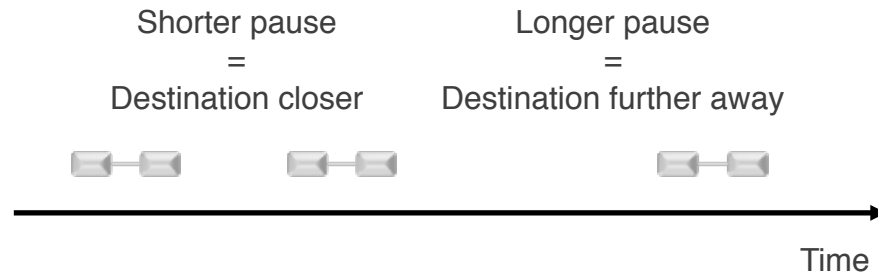 Shorter pause
=
Destination closer
Longer pause
=
Destination further away
Time